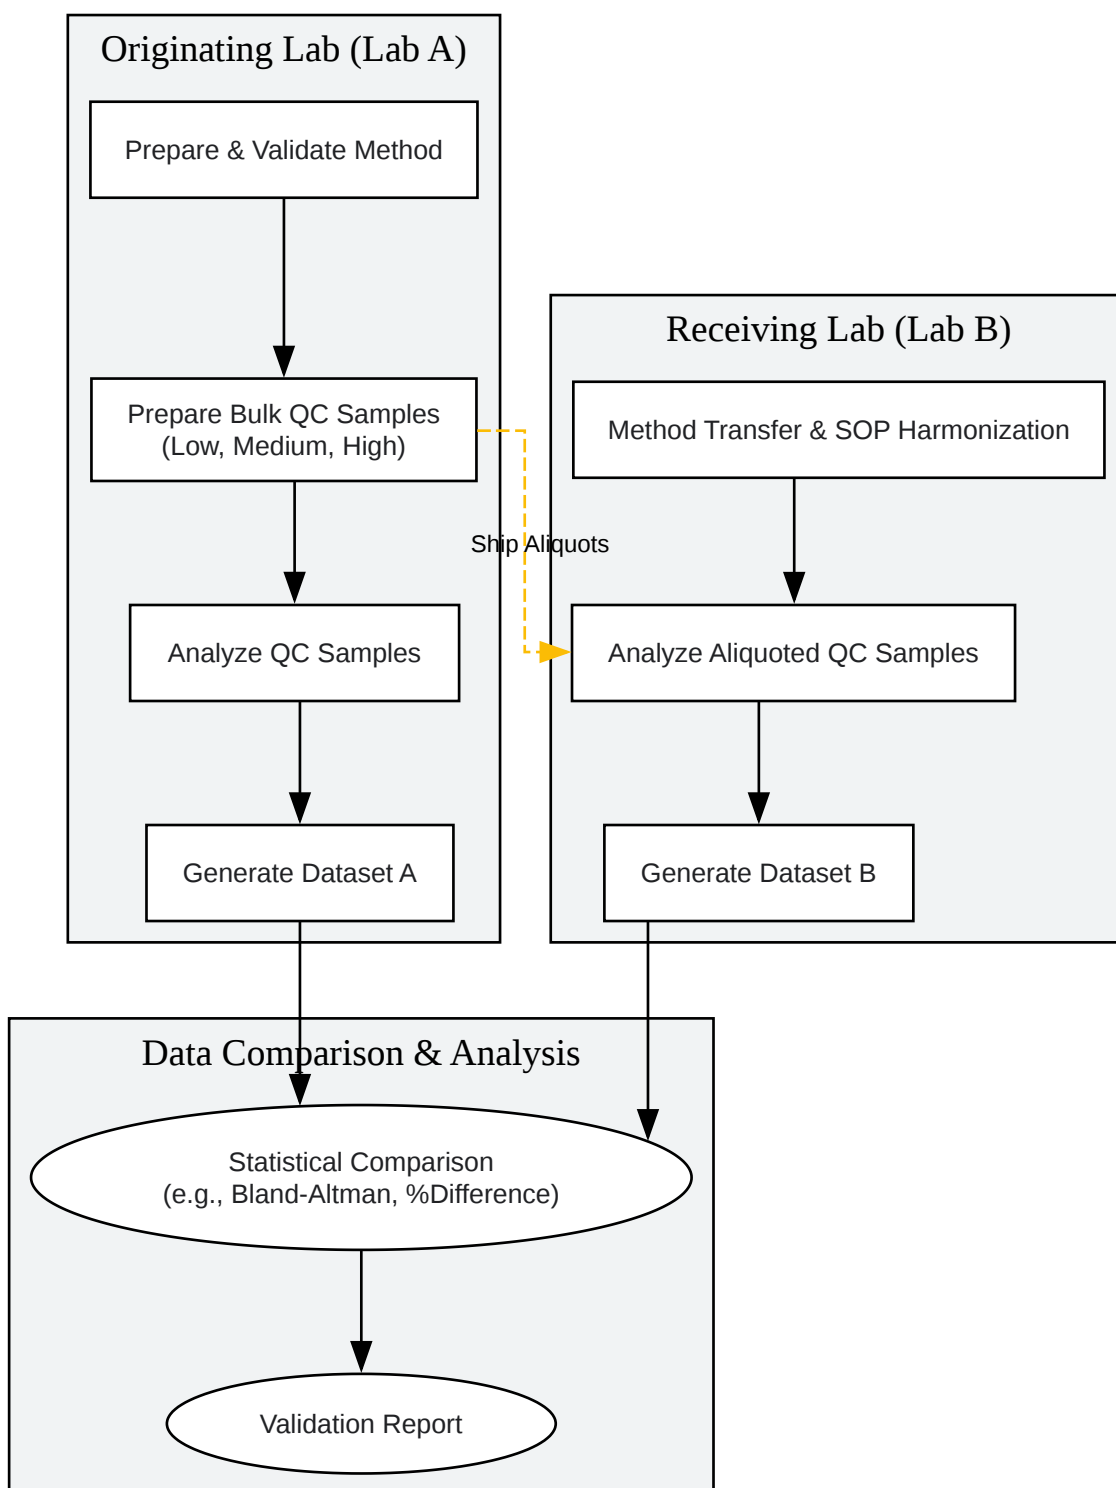 Originating Lab (Lab A)
Prepare & Validate Method
Prepare Bulk QC Samples
(Low, Medium, High)
Analyze QC Samples
Generate Dataset A
Ship Aliquots
Receiving Lab (Lab B)
Method Transfer & SOP Harmonization
Analyze Aliquoted QC Samples
Generate Dataset B
Data Comparison & Analysis
Statistical Comparison
(e.g., Bland-Altman, %Difference)
Validation Report